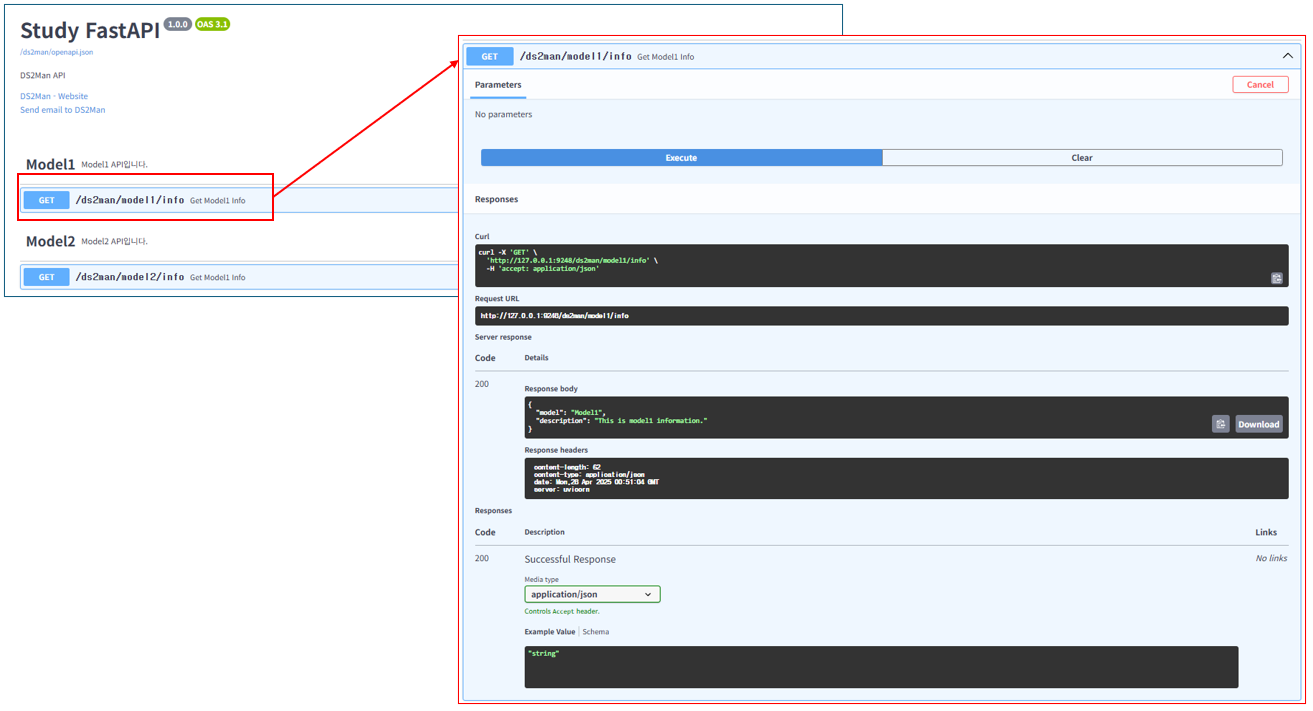 Study FastAPI 1.0.0 OAS 3.1
/ds2man/openapi.json
DS2Man API
DS2Man - Website
Send email to DS2Man
Model1 Model1 API입니다.
GET /ds2man/model1/info Get Model1 Info
Model2 Model2 API입니다.
GET /ds2man/model2/info Get Model1 Info
GET /ds2man/model1/info Get Model1 Info
Parameters
Cancel
No parameters
Execute
Clear
Responses
Curl
curl -X 'GET' \
'http://127.0.0.1:9248/ds2man/model1/info' \
-H 'accept: application/json'
Request URL
http://127.0.0.1:9248/ds2man/model1/info
Server response
Code Details
200
Response body
{
"model": "Model1",
"description": "This is model1 information."
}
Download
Response headers
content-length: 62
content-type: application/json
date: Mon,28 Apr 2025 00:51:04 GMT
server: uvicorn
Responses
Code Description Links
200 Successful Response No links
Media type
application/json
Controls Accept header.
Example Value Schema
"string"